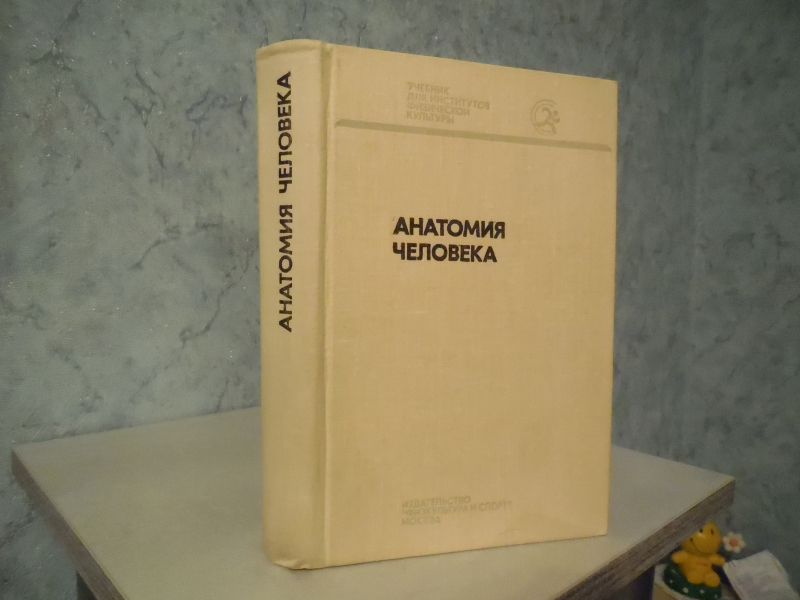 АНАТОМИЯ ЧЕЛОВЕКА
УЧЕБНИК
ДЛЯ ИНСТИТУТОВ
ФИЗИЧЕСКОЙ
КУЛЬТУРЫ
АНАТОМИЯ
ЧЕЛОВЕКА
ИЗДАТЕЛЬСТВО
ФИЗКУЛЬТУРА И СПОРТ
МОСКВА